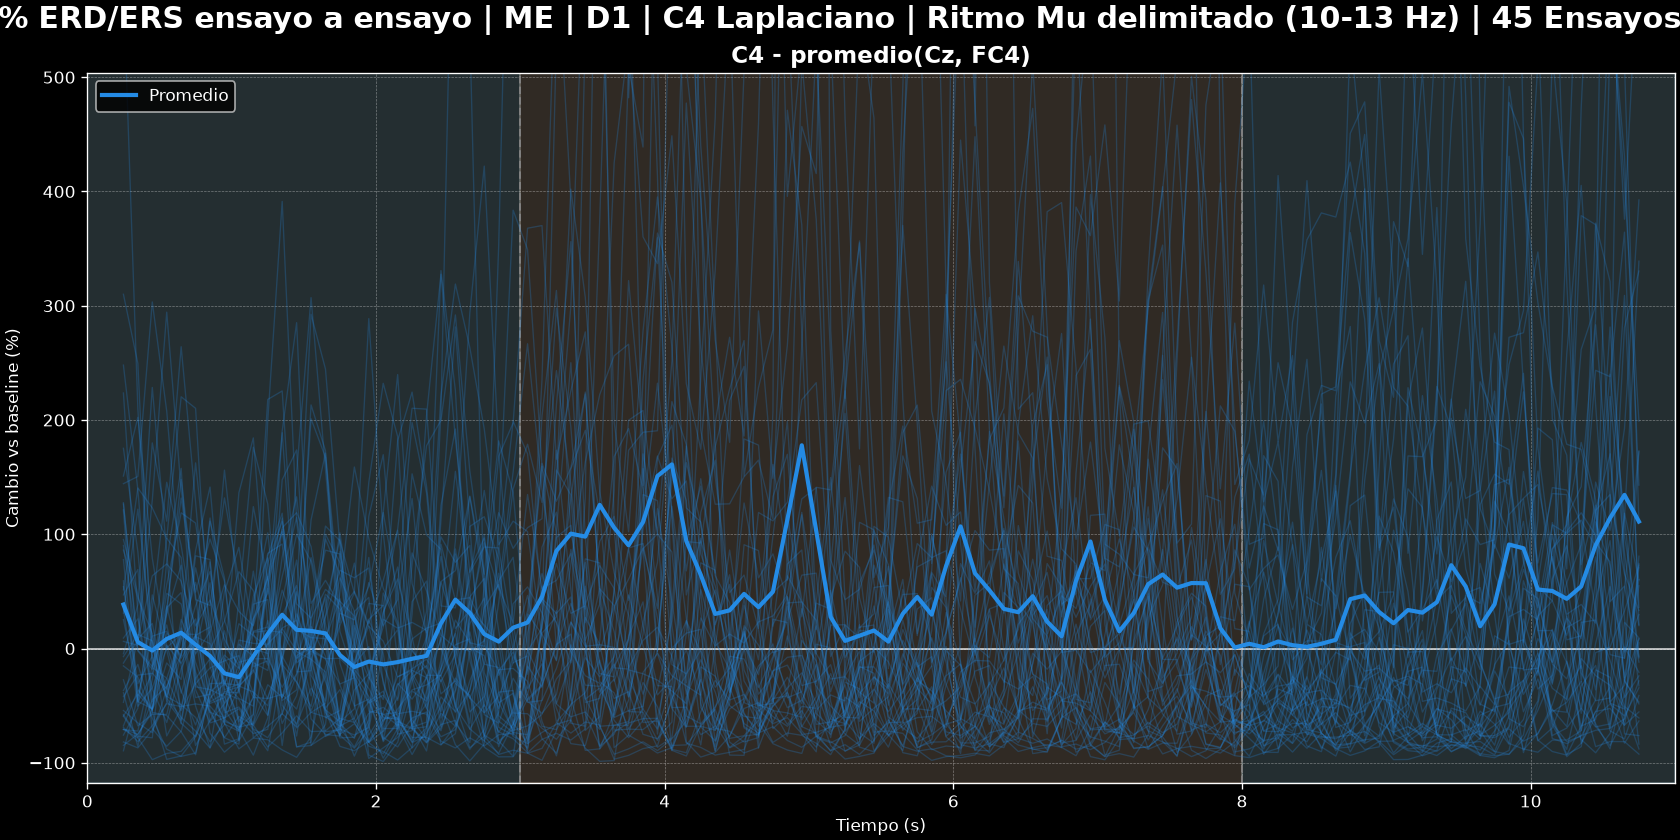 % ERD/ERS ensayo a ensayo | ME | D1 | C4 Laplaciano | Ritmo Mu delimitado (10-13 Hz) | 45 Ensayos
C4 - promedio(Cz, FC4)
Promedio
Cambio vs baseline (%)
500
400
300
200
100
0
−100
0 2 4 6 8 10
Tiempo (s)